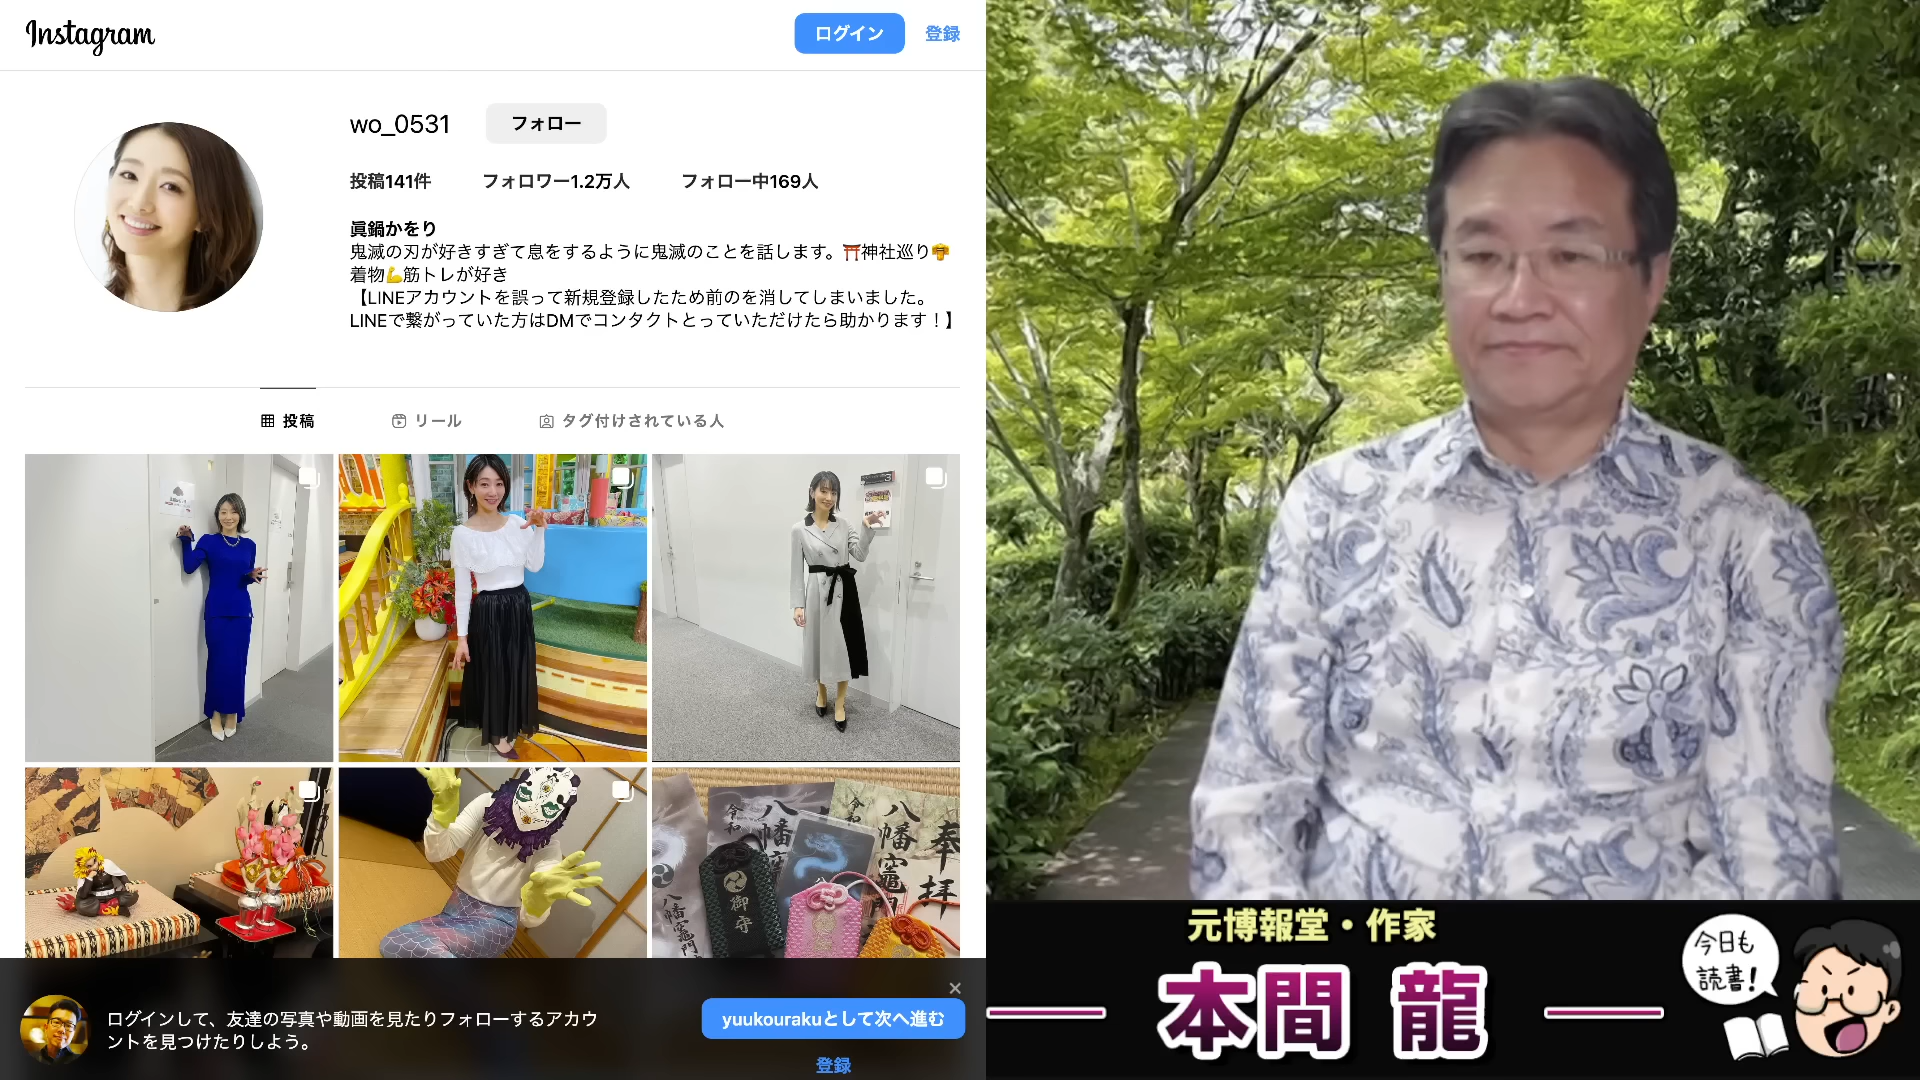 Instagram
ログイン
登録
wo_0531
フォロー
投稿141件
フォロワー1.2万人
フォロー中169人
眞鍋かをり
鬼滅の刃が好きすぎて息をするように鬼滅のことを話します。⛩神社巡り👘
着物💪筋トレが好き
【LINEアカウントを誤って新規登録したため前のを消してしまいました。
LINEで繋がっていた方はDMでコンタクトとっていただけたら助かります！】
投稿
リール
タグ付けされている人
令和
八幡竈門
御守
令和
八幡竈
奉拝
ログインして、友達の写真や動画を見たりフォローするアカウ
ントを見つけたりしよう。
yuukourakuとして次へ進む
登録
元博報堂・作家
本間 龍
今日も
読書!